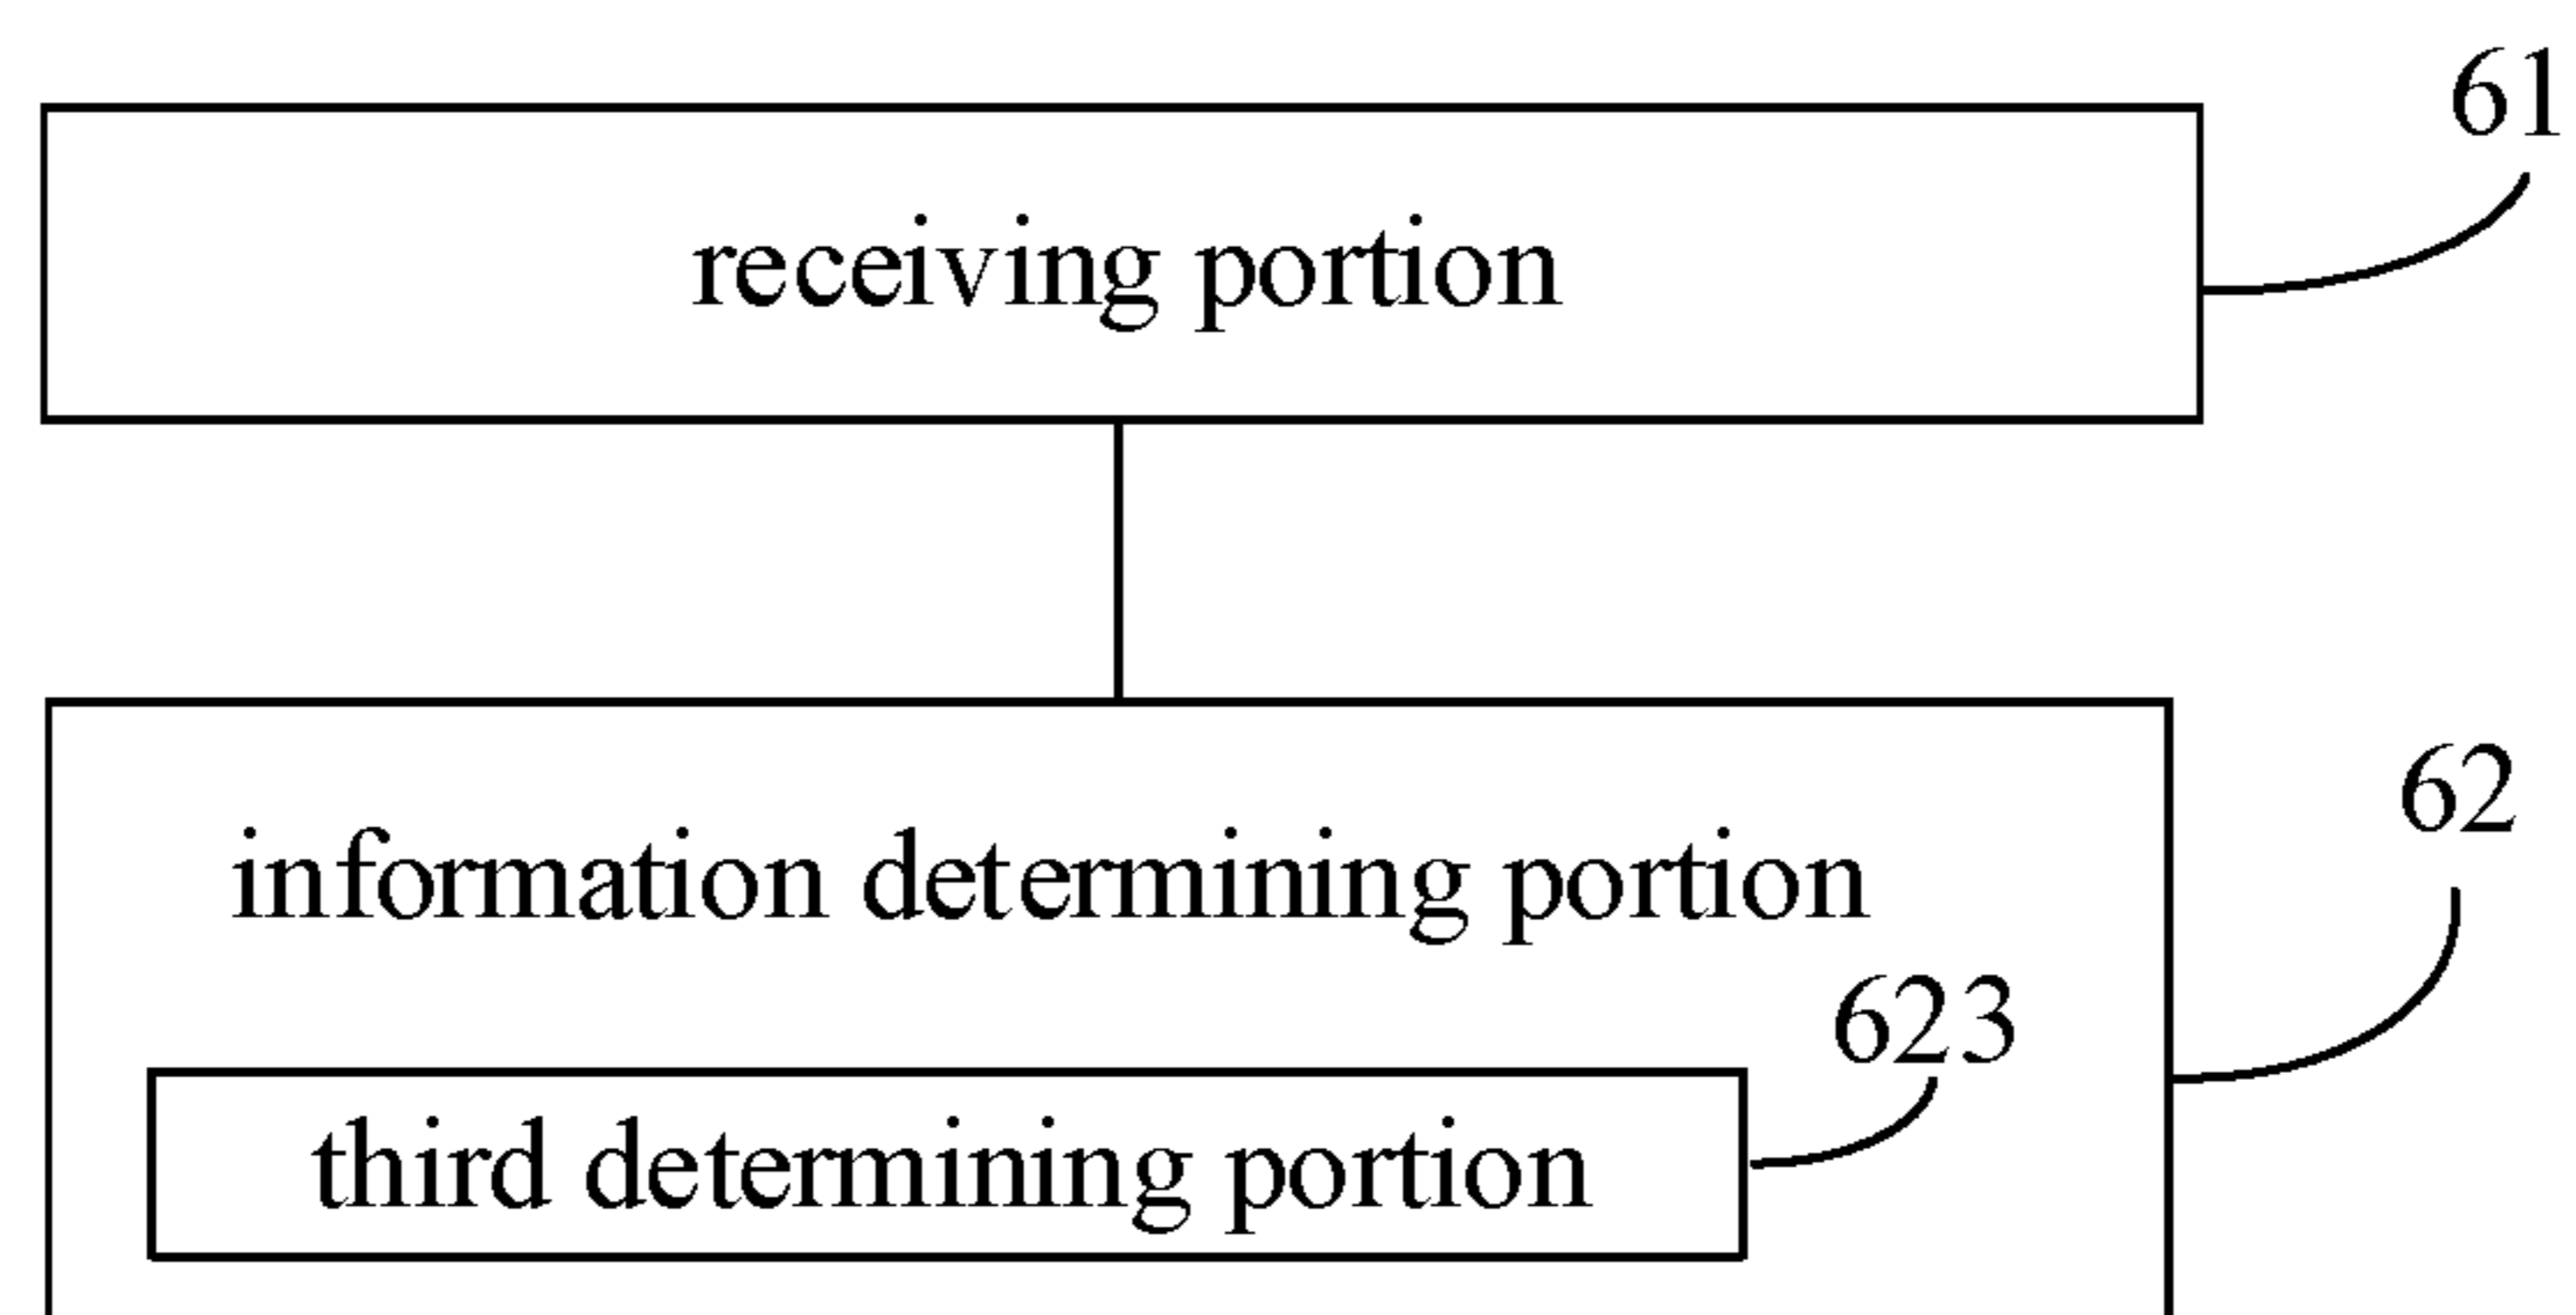 61
receiving portion
62
information determining portion
623
third determining portion